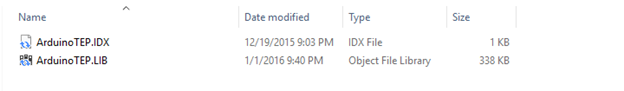 Name Date modified Type Size
ArduinoTEP.IDX 12/19/2015 9:03 PM IDX File 1 KB
ArduinoTEP.LIB 1/1/2016 9:40 PM Object File Library 338 KB